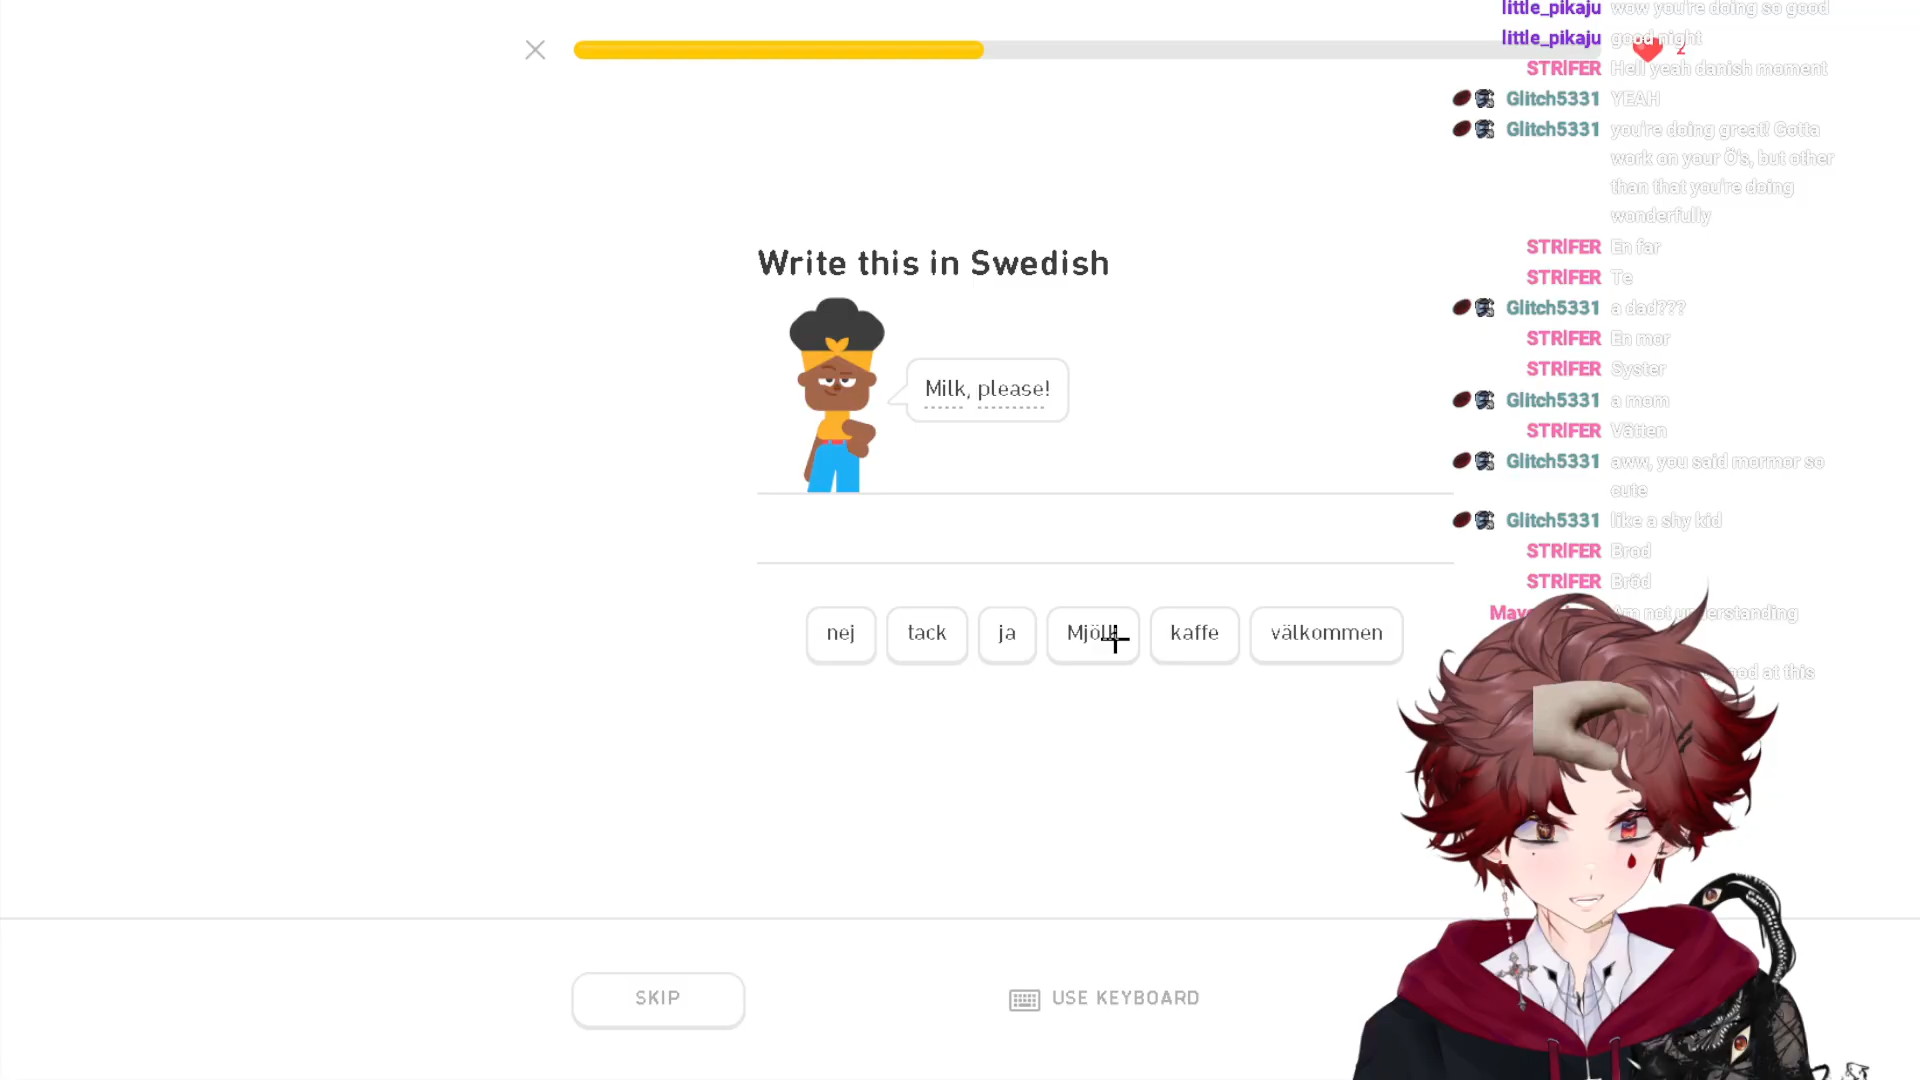 little_pikaju wow you're doing so good
little_pikaju good night
2
STRIFER Hell yeah danish moment
Glitch5331 YEAH
Glitch5331 you're doing great! Gotta
work on your Ö's, but other
than that you're doing
wonderfully
STRIFER En far
STRIFER Te
Glitch5331 a dad???
STRIFER En mor
STRIFER Syster
Glitch5331 a mom
STRIFER Vätten
Glitch5331 aww, you said mormor so
cute
Glitch5331 like a shy kid
STRIFER Brod
STRIFER Bröd
Write this in Swedish
Milk, please!
nej
tack
ja
Mjölk
kaffe
välkommen
at this
SKIP
USE KEYBOARD